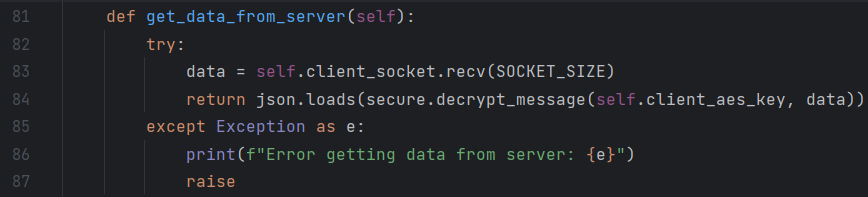 81 def get_data_from_server(self):
82 try:
83 data = self.client_socket.recv(SOCKET_SIZE)
84 return json.loads(secure.decrypt_message(self.client_aes_key, data))
85 except Exception as e:
86 print(f"Error getting data from server: {e}")
87 raise